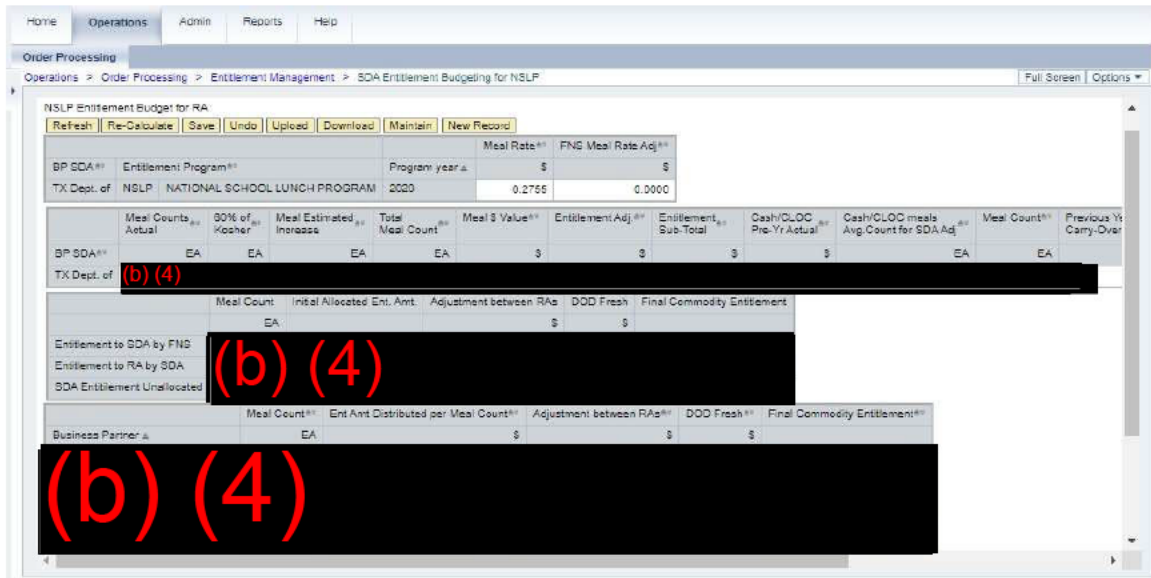 Home Operations Admin Reports Help
Order Processing
Operations > Order Processing > Entitlement Management > SDA Entitlement Budgeting for NSLP Full Screen Options
NSLP Entitlement Budget for RA
Refresh Re-Calculate Save Undo Upload Download Maintain New Record
Meal Rate FNS Meal Rate Adj
BP SDA Entitlement Program Program year $ $
TX Dept. of NSLP NATIONAL SCHOOL LUNCH PROGRAM 2020 0.2755 0.0000
Meal Counts 80% of Meal Estimated Total Meal $ Value Entitlement Adj. Entitlement Cash/CLOC Cash/CLOC meals Meal Count Previous Ye
Actual Kosher Increase Meal Count Sub-Total Pre-Yr Actual Avg.Count for SDA Adj Carry-Over
BP SDA EA EA EA EA $ $ $ $ EA EA
TX Dept. of (b) (4)
Meal Count Initial Allocated Ent. Amt. Adjustment between RAs DOD Fresh Final Commodity Entitlement
EA $ $
Entitlement to SDA by FNS
Entitlement to RA by SDA (b) (4)
SDA Entitlement Unallocated
Meal Count Ent Amt Distributed per Meal Count Adjustment between RAs DOD Fresh Final Commodity Entitlement
Business Partner EA $ $ $
(b) (4)